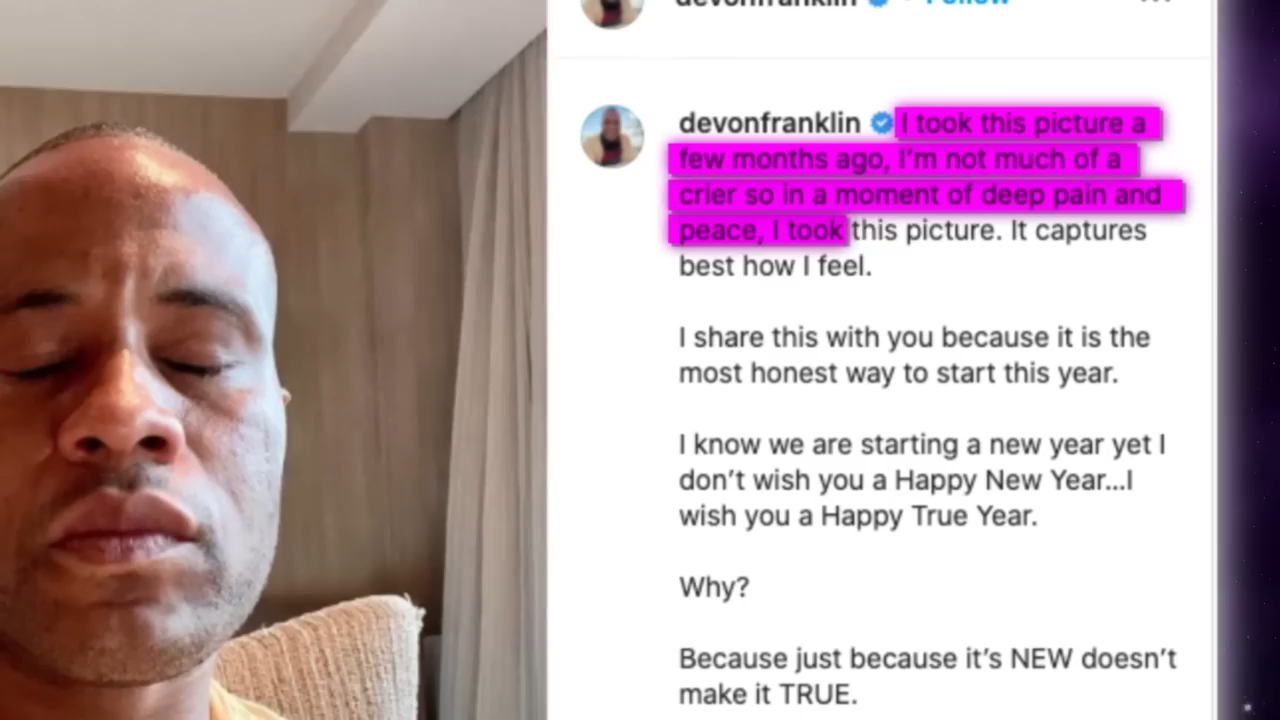 devonfranklin • Follow
devonfranklin I took this picture a
few months ago, I'm not much of a
crier so in a moment of deep pain and
peace, I took this picture. It captures
best how I feel.
I share this with you because it is the
most honest way to start this year.
I know we are starting a new year yet I
don't wish you a Happy New Year...I
wish you a Happy True Year.
Why?
Because just because it's NEW doesn't
make it TRUE.